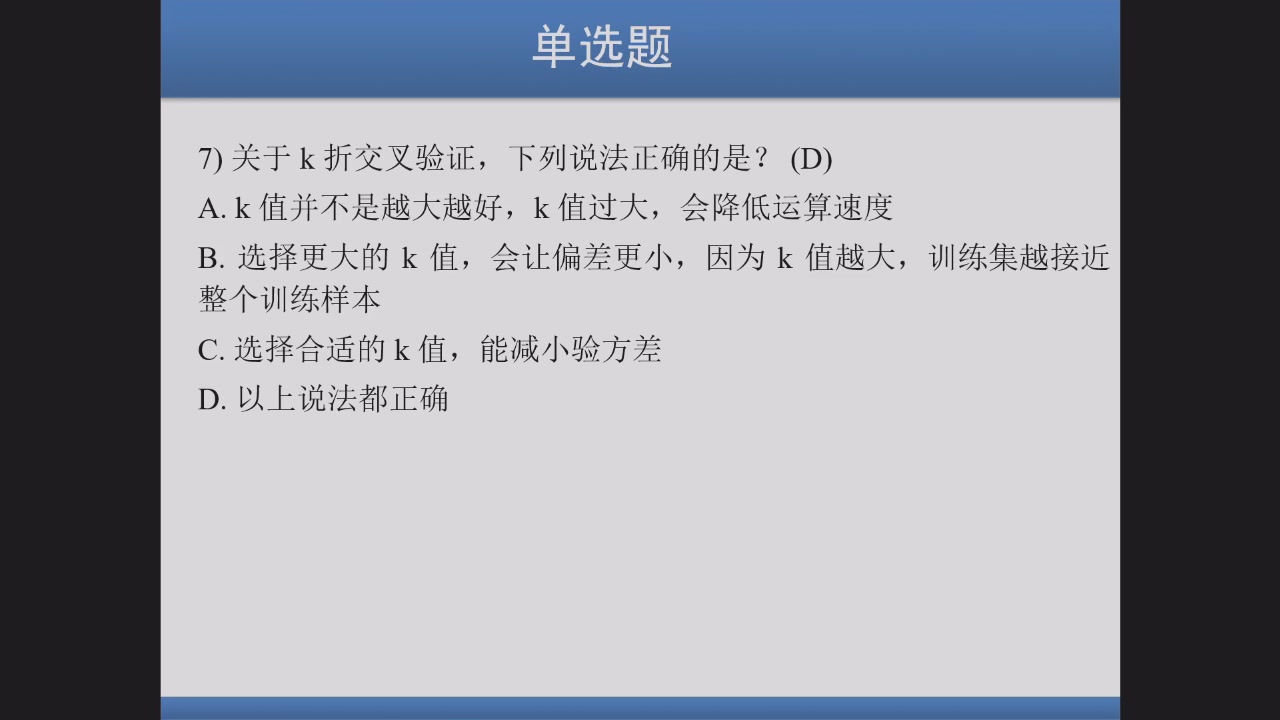 单选题
7) 关于 k 折交叉验证，下列说法正确的是？ (D)
A. k 值并不是越大越好，k 值过大，会降低运算速度
B. 选择更大的 k 值，会让偏差更小，因为 k 值越大，训练集越接近
整个训练样本
C. 选择合适的 k 值，能减小验方差
D. 以上说法都正确